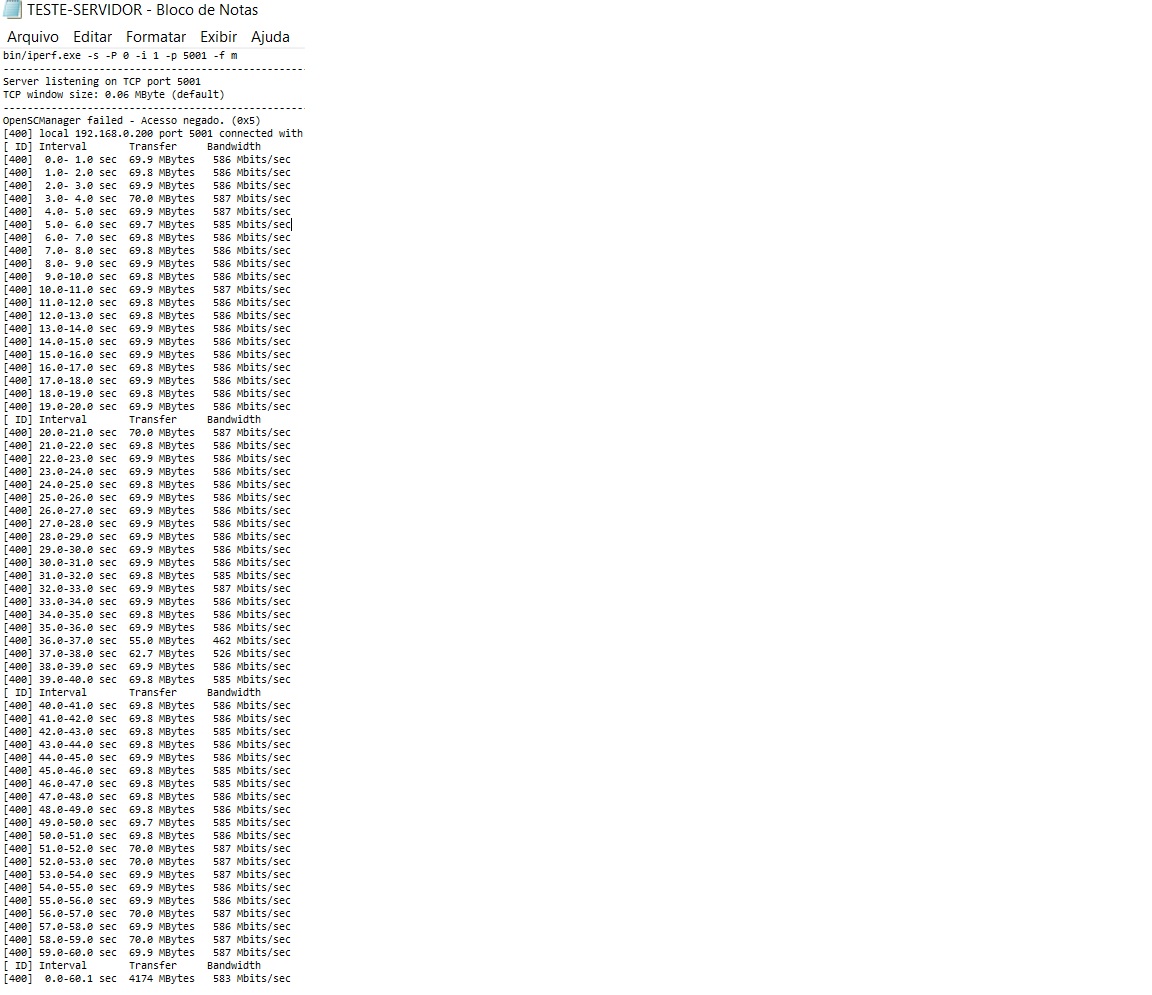 TESTE-SERVIDOR - Bloco de Notas
Arquivo Editar Formatar Exibir Ajuda
bin/iperf.exe -s -P 0 -i 1 -p 5001 -f m
------------------------------------------------------------
Server listening on TCP port 5001
TCP window size: 0.06 MByte (default)
------------------------------------------------------------
OpenSCManager failed - Acesso negado. (0x5)
[400] local 192.168.0.200 port 5001 connected with
[ ID] Interval       Transfer     Bandwidth
[400]  0.0- 1.0 sec  69.9 MBytes   586 Mbits/sec
[400]  1.0- 2.0 sec  69.8 MBytes   586 Mbits/sec
[400]  2.0- 3.0 sec  69.9 MBytes   586 Mbits/sec
[400]  3.0- 4.0 sec  70.0 MBytes   587 Mbits/sec
[400]  4.0- 5.0 sec  69.9 MBytes   587 Mbits/sec
[400]  5.0- 6.0 sec  69.7 MBytes   585 Mbits/sec
[400]  6.0- 7.0 sec  69.8 MBytes   586 Mbits/sec
[400]  7.0- 8.0 sec  69.8 MBytes   586 Mbits/sec
[400]  8.0- 9.0 sec  69.9 MBytes   586 Mbits/sec
[400]  9.0-10.0 sec  69.8 MBytes   586 Mbits/sec
[400] 10.0-11.0 sec  69.9 MBytes   587 Mbits/sec
[400] 11.0-12.0 sec  69.8 MBytes   586 Mbits/sec
[400] 12.0-13.0 sec  69.8 MBytes   586 Mbits/sec
[400] 13.0-14.0 sec  69.9 MBytes   586 Mbits/sec
[400] 14.0-15.0 sec  69.9 MBytes   586 Mbits/sec
[400] 15.0-16.0 sec  69.9 MBytes   586 Mbits/sec
[400] 16.0-17.0 sec  69.8 MBytes   586 Mbits/sec
[400] 17.0-18.0 sec  69.9 MBytes   586 Mbits/sec
[400] 18.0-19.0 sec  69.8 MBytes   586 Mbits/sec
[400] 19.0-20.0 sec  69.9 MBytes   586 Mbits/sec
[ ID] Interval       Transfer     Bandwidth
[400] 20.0-21.0 sec  70.0 MBytes   587 Mbits/sec
[400] 21.0-22.0 sec  69.8 MBytes   586 Mbits/sec
[400] 22.0-23.0 sec  69.9 MBytes   586 Mbits/sec
[400] 23.0-24.0 sec  69.9 MBytes   586 Mbits/sec
[400] 24.0-25.0 sec  69.8 MBytes   586 Mbits/sec
[400] 25.0-26.0 sec  69.9 MBytes   586 Mbits/sec
[400] 26.0-27.0 sec  69.9 MBytes   586 Mbits/sec
[400] 27.0-28.0 sec  69.9 MBytes   586 Mbits/sec
[400] 28.0-29.0 sec  69.9 MBytes   586 Mbits/sec
[400] 29.0-30.0 sec  69.9 MBytes   586 Mbits/sec
[400] 30.0-31.0 sec  69.9 MBytes   586 Mbits/sec
[400] 31.0-32.0 sec  69.8 MBytes   585 Mbits/sec
[400] 32.0-33.0 sec  69.9 MBytes   587 Mbits/sec
[400] 33.0-34.0 sec  69.9 MBytes   586 Mbits/sec
[400] 34.0-35.0 sec  69.8 MBytes   586 Mbits/sec
[400] 35.0-36.0 sec  69.9 MBytes   586 Mbits/sec
[400] 36.0-37.0 sec  55.0 MBytes   462 Mbits/sec
[400] 37.0-38.0 sec  62.7 MBytes   526 Mbits/sec
[400] 38.0-39.0 sec  69.9 MBytes   586 Mbits/sec
[400] 39.0-40.0 sec  69.8 MBytes   585 Mbits/sec
[ ID] Interval       Transfer     Bandwidth
[400] 40.0-41.0 sec  69.8 MBytes   586 Mbits/sec
[400] 41.0-42.0 sec  69.8 MBytes   586 Mbits/sec
[400] 42.0-43.0 sec  69.8 MBytes   585 Mbits/sec
[400] 43.0-44.0 sec  69.8 MBytes   586 Mbits/sec
[400] 44.0-45.0 sec  69.9 MBytes   586 Mbits/sec
[400] 45.0-46.0 sec  69.8 MBytes   585 Mbits/sec
[400] 46.0-47.0 sec  69.8 MBytes   585 Mbits/sec
[400] 47.0-48.0 sec  69.8 MBytes   586 Mbits/sec
[400] 48.0-49.0 sec  69.8 MBytes   586 Mbits/sec
[400] 49.0-50.0 sec  69.7 MBytes   585 Mbits/sec
[400] 50.0-51.0 sec  69.8 MBytes   586 Mbits/sec
[400] 51.0-52.0 sec  70.0 MBytes   587 Mbits/sec
[400] 52.0-53.0 sec  70.0 MBytes   587 Mbits/sec
[400] 53.0-54.0 sec  69.9 MBytes   587 Mbits/sec
[400] 54.0-55.0 sec  69.9 MBytes   586 Mbits/sec
[400] 55.0-56.0 sec  69.9 MBytes   586 Mbits/sec
[400] 56.0-57.0 sec  70.0 MBytes   587 Mbits/sec
[400] 57.0-58.0 sec  69.9 MBytes   586 Mbits/sec
[400] 58.0-59.0 sec  70.0 MBytes   587 Mbits/sec
[400] 59.0-60.0 sec  69.9 MBytes   587 Mbits/sec
[ ID] Interval       Transfer     Bandwidth
[400]  0.0-60.1 sec  4174 MBytes   583 Mbits/sec